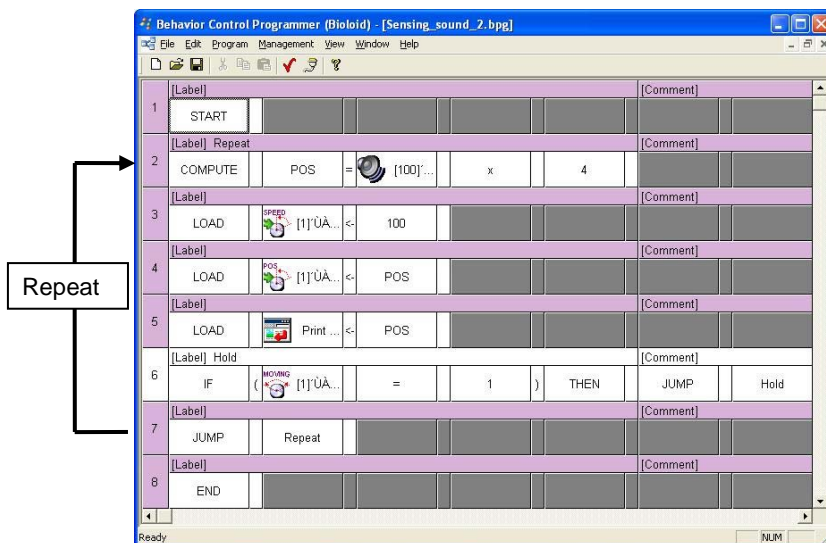 Behavior Control Programmer (Bioloid) - [Sensing_sound_2.bpg]
File Edit Program Management View Window Help
[Label] [Comment]
1 START
[Label] Repeat [Comment]
2 COMPUTE POS = [100]´... x 4
[Label] [Comment]
3 LOAD SPEED [1]´ÙÀ... <- 100
[Label] [Comment]
4 LOAD POS [1]´ÙÀ... <- POS
Repeat
[Label] [Comment]
5 LOAD Print ... <- POS
[Label] Hold [Comment]
6 IF ( MOVING [1]´ÙÀ... = 1 ) THEN JUMP Hold
[Label] [Comment]
7 JUMP Repeat
[Label] [Comment]
8 END
Ready NUM